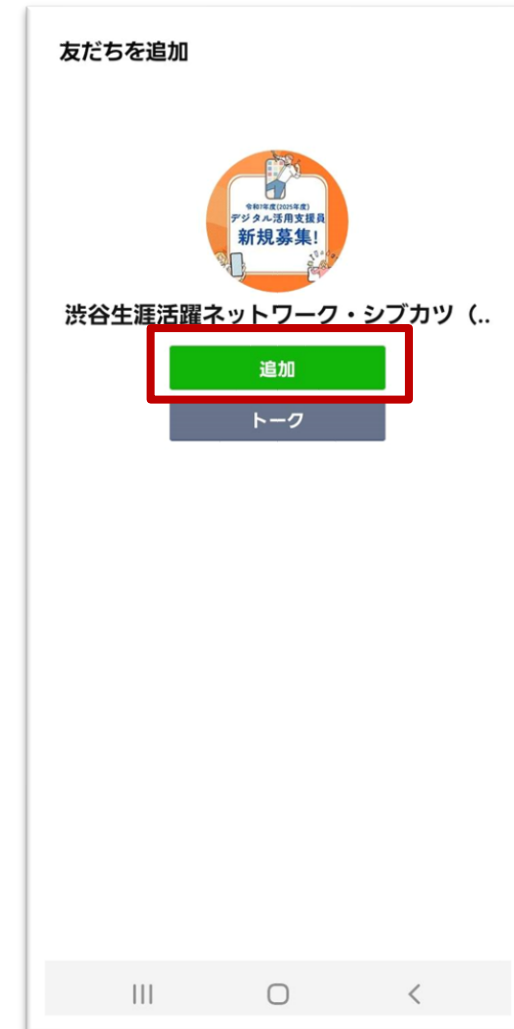 友だちを追加
令和7年度(2025年度)
デジタル活用支援員
新規募集!
渋谷生涯活躍ネットワーク・シブカツ（..
追加
トーク